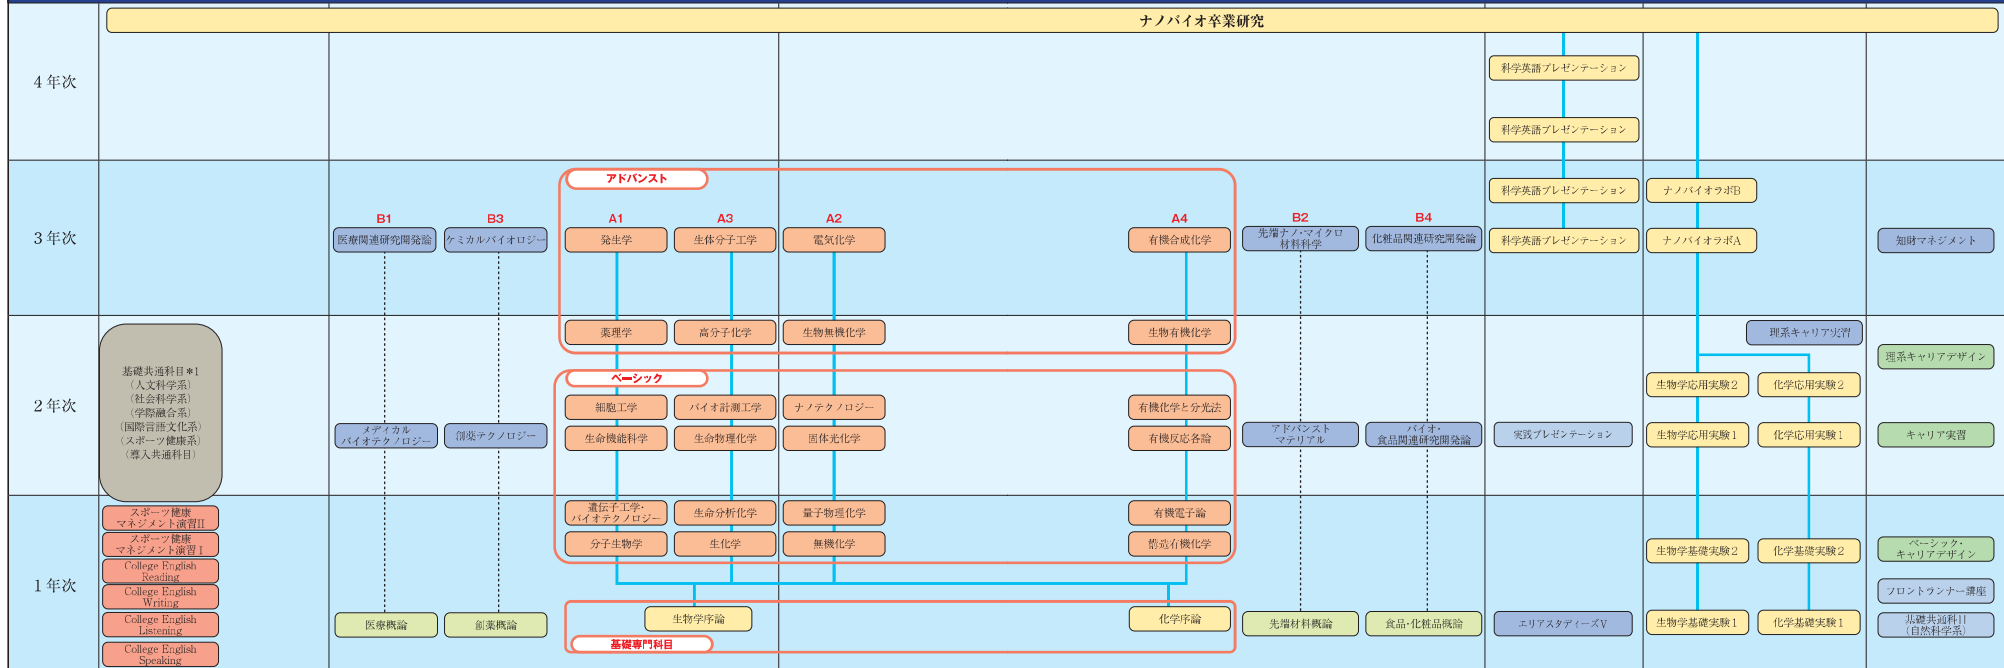 ナノバイオ卒業研究
4年次
科学英語プレゼンテーション
科学英語プレゼンテーション
3年次
アドバンスト
科学英語プレゼンテーション
ナノバイオラボB
B1
B3
A1
A3
A2
A4
B2
B4
医療関連研究開発論
ケミカルバイオロジー
発生学
生体分子工学
電気化学
有機合成化学
先端ナノ・マイクロ
材料科学
化粧品関連研究開発論
科学英語プレゼンテーション
ナノバイオラボA
知財マネジメント
薬理学
高分子化学
生物無機化学
生物有機化学
理系キャリア実習
2年次
基礎共通科目*1
（人文科学系）
（社会科学系）
（学際融合系）
（国際言語文化系）
（スポーツ健康系）
（導入共通科目）
理系キャリアデザイン
ベーシック
生物学応用実験2
化学応用実験2
細胞工学
バイオ計測工学
ナノテクノロジー
有機化学と分光法
メディカル
バイオテクノロジー
創薬テクノロジー
生命機能科学
生命物理化学
固体光化学
有機反応各論
アドバンスト
マテリアル
バイオ・
食品関連研究開発論
実践プレゼンテーション
生物学応用実験1
化学応用実験1
キャリア実習
1年次
スポーツ健康
マネジメント演習II
遺伝子工学・
バイオテクノロジー
生命分析化学
量子物理化学
有機電子論
スポーツ健康
マネジメント演習I
分子生物学
生化学
無機化学
構造有機化学
生物学基礎実験2
化学基礎実験2
ベーシック・
キャリアデザイン
College English
Reading
College English
Writing
フロントランナー講座
College English
Listening
医療概論
創薬概論
生物学序論
化学序論
先端材料概論
食品・化粧品概論
エリアスタディーズV
生物学基礎実験1
化学基礎実験1
基礎共通科目
（自然科学系）
基礎専門科目
College English
Speaking